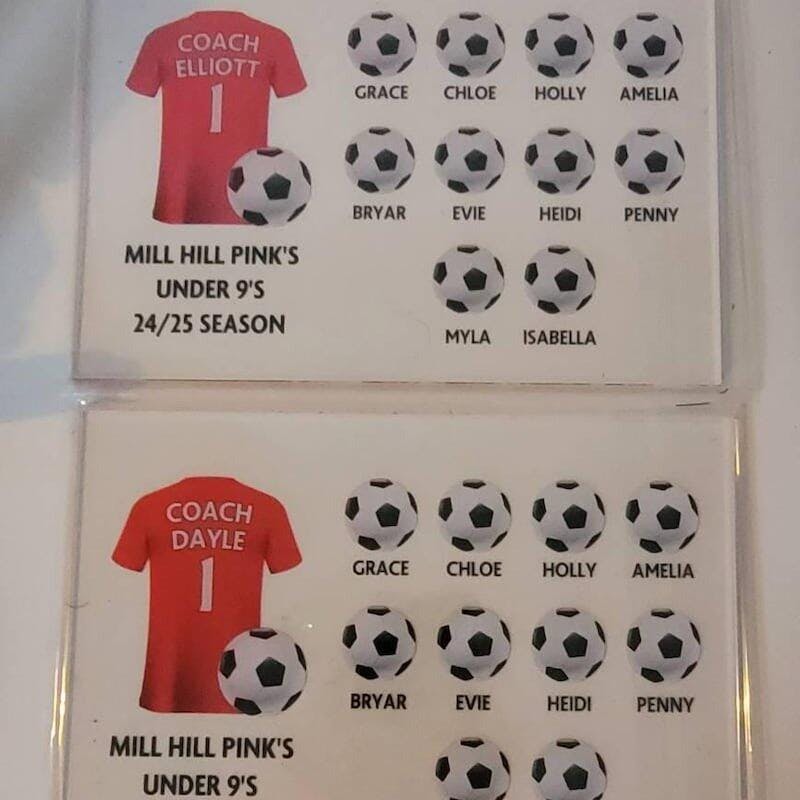 COACH
ELLIOTT
1
GRACE CHLOE HOLLY AMELIA
BRYAR EVIE HEIDI PENNY
MYLA ISABELLA
MILL HILL PINK'S
UNDER 9'S
24/25 SEASON
COACH
DAYLE
1
GRACE CHLOE HOLLY AMELIA
BRYAR EVIE HEIDI PENNY
MILL HILL PINK'S
UNDER 9'S